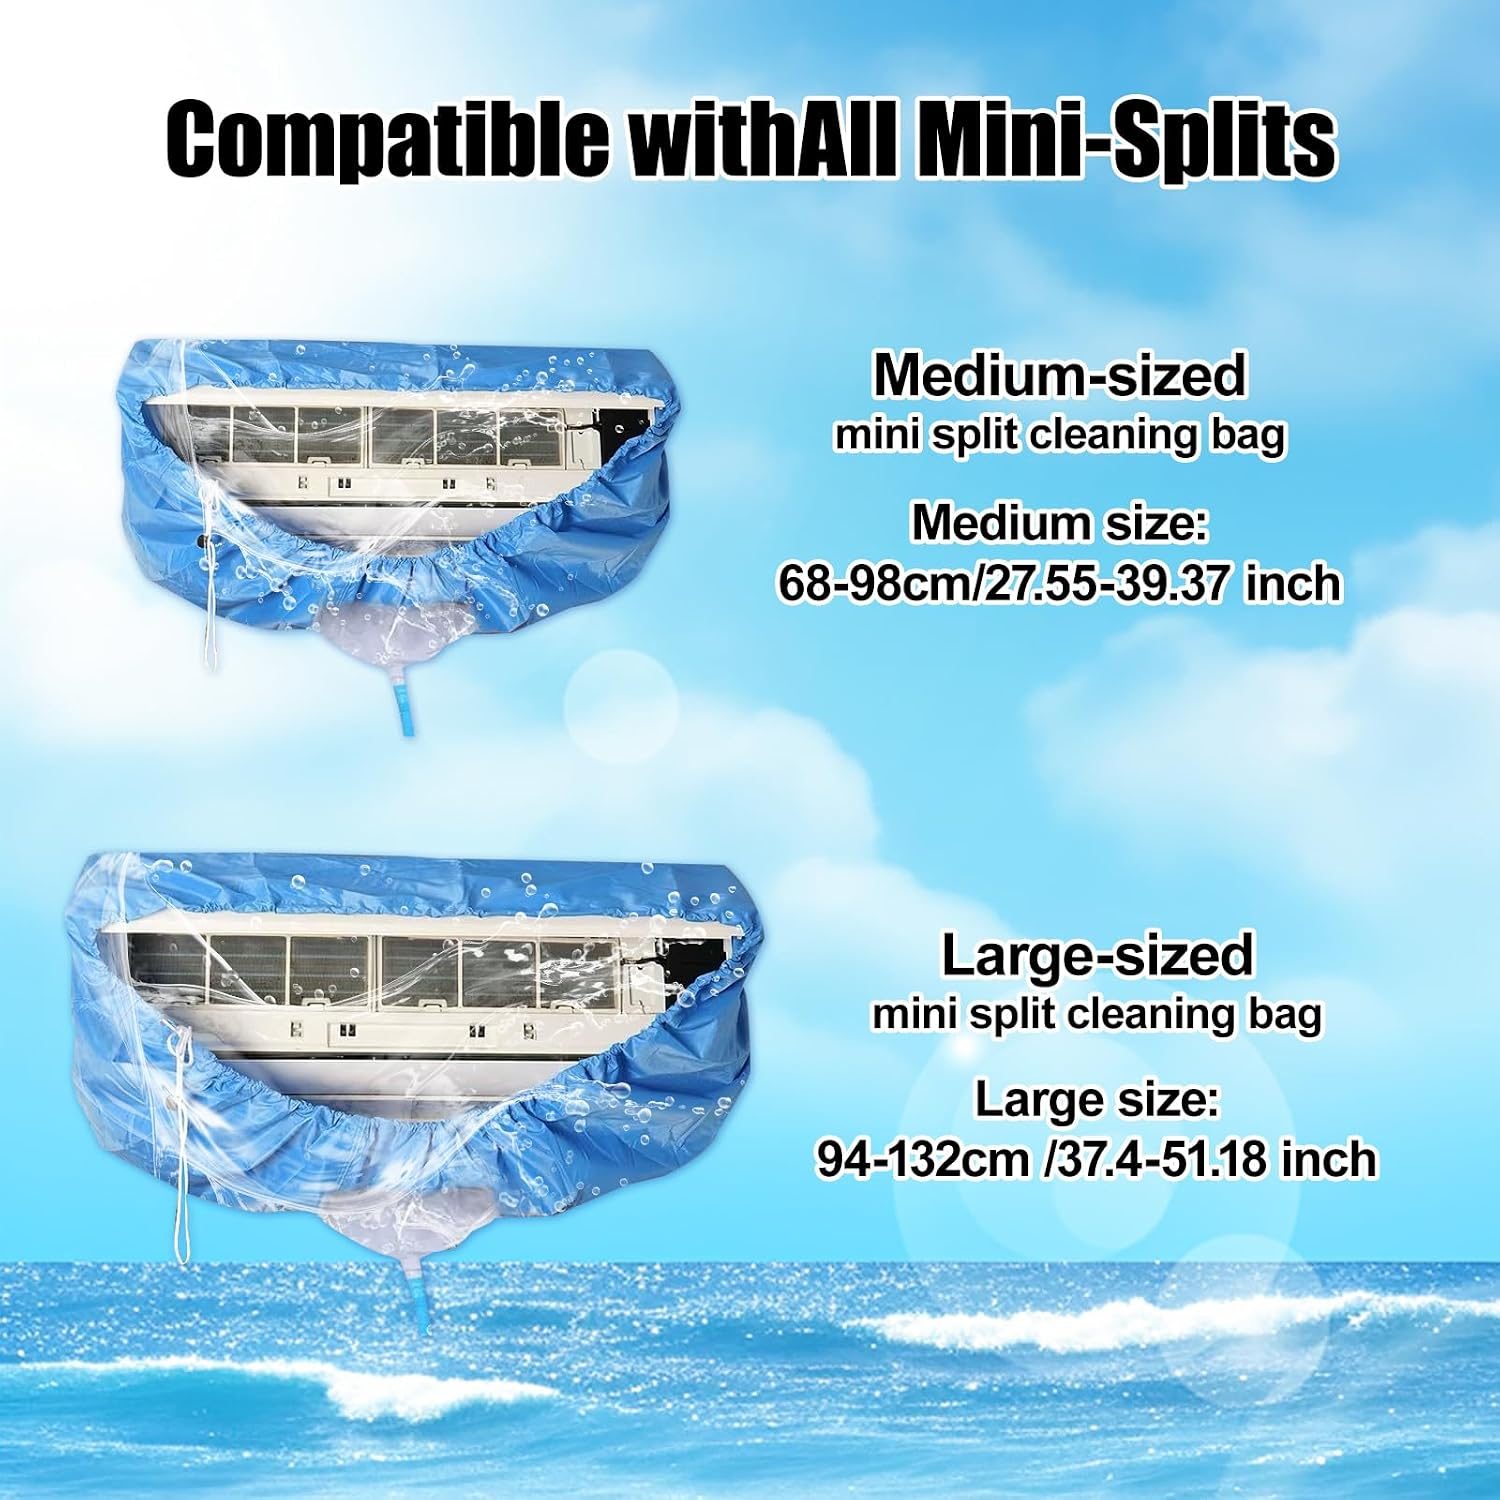 Compatible withAll Mini-Splits
Medium-sized
mini split cleaning bag
Medium size:
68-98cm/27.55-39.37 inch
Large-sized
mini split cleaning bag
Large size:
94-132cm /37.4-51.18 inch